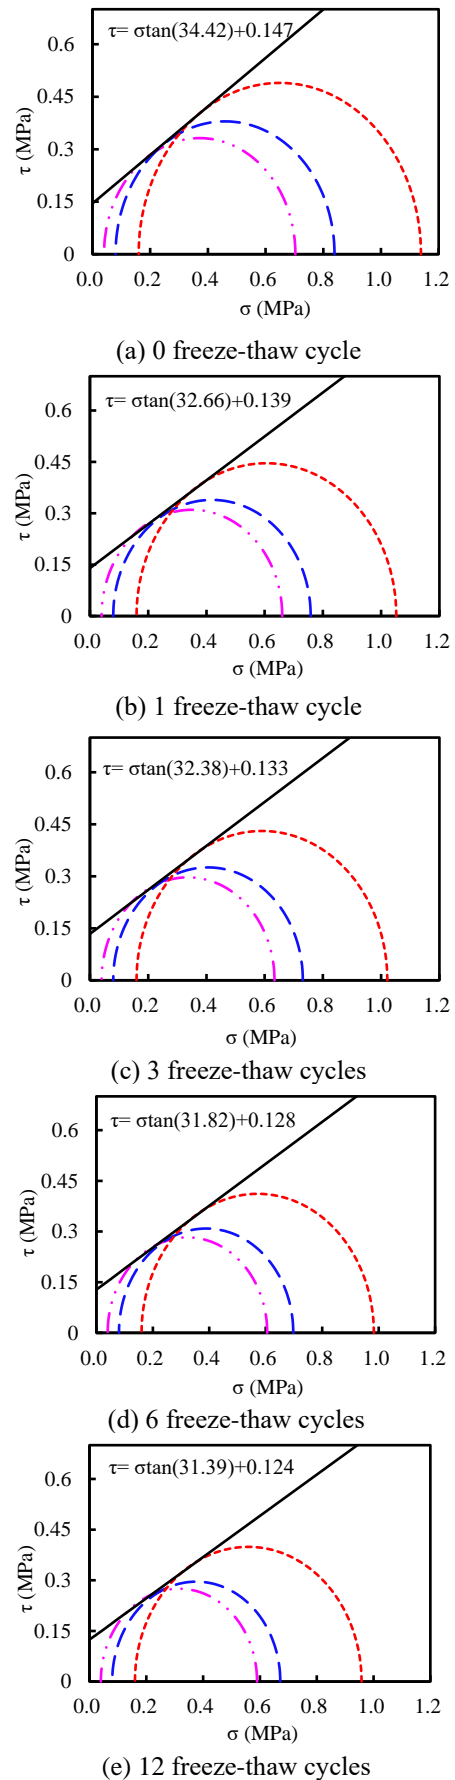 τ= σtan(34.42)+0.147
0.6
0.45
0.3
0.15
0
τ (MPa)
0.0 0.2 0.4 0.6 0.8 1.0 1.2
σ (MPa)
(a) 0 freeze-thaw cycle
τ= σtan(32.66)+0.139
0.6
0.45
0.3
0.15
0
τ (MPa)
0.0 0.2 0.4 0.6 0.8 1.0 1.2
σ (MPa)
(b) 1 freeze-thaw cycle
τ= σtan(32.38)+0.133
0.6
0.45
0.3
0.15
0
τ (MPa)
0.0 0.2 0.4 0.6 0.8 1.0 1.2
σ (MPa)
(c) 3 freeze-thaw cycles
τ= σtan(31.82)+0.128
0.6
0.45
0.3
0.15
0
τ (MPa)
0.0 0.2 0.4 0.6 0.8 1.0 1.2
σ (MPa)
(d) 6 freeze-thaw cycles
τ= σtan(31.39)+0.124
0.6
0.45
0.3
0.15
0
τ (MPa)
0.0 0.2 0.4 0.6 0.8 1.0 1.2
σ (MPa)
(e) 12 freeze-thaw cycles